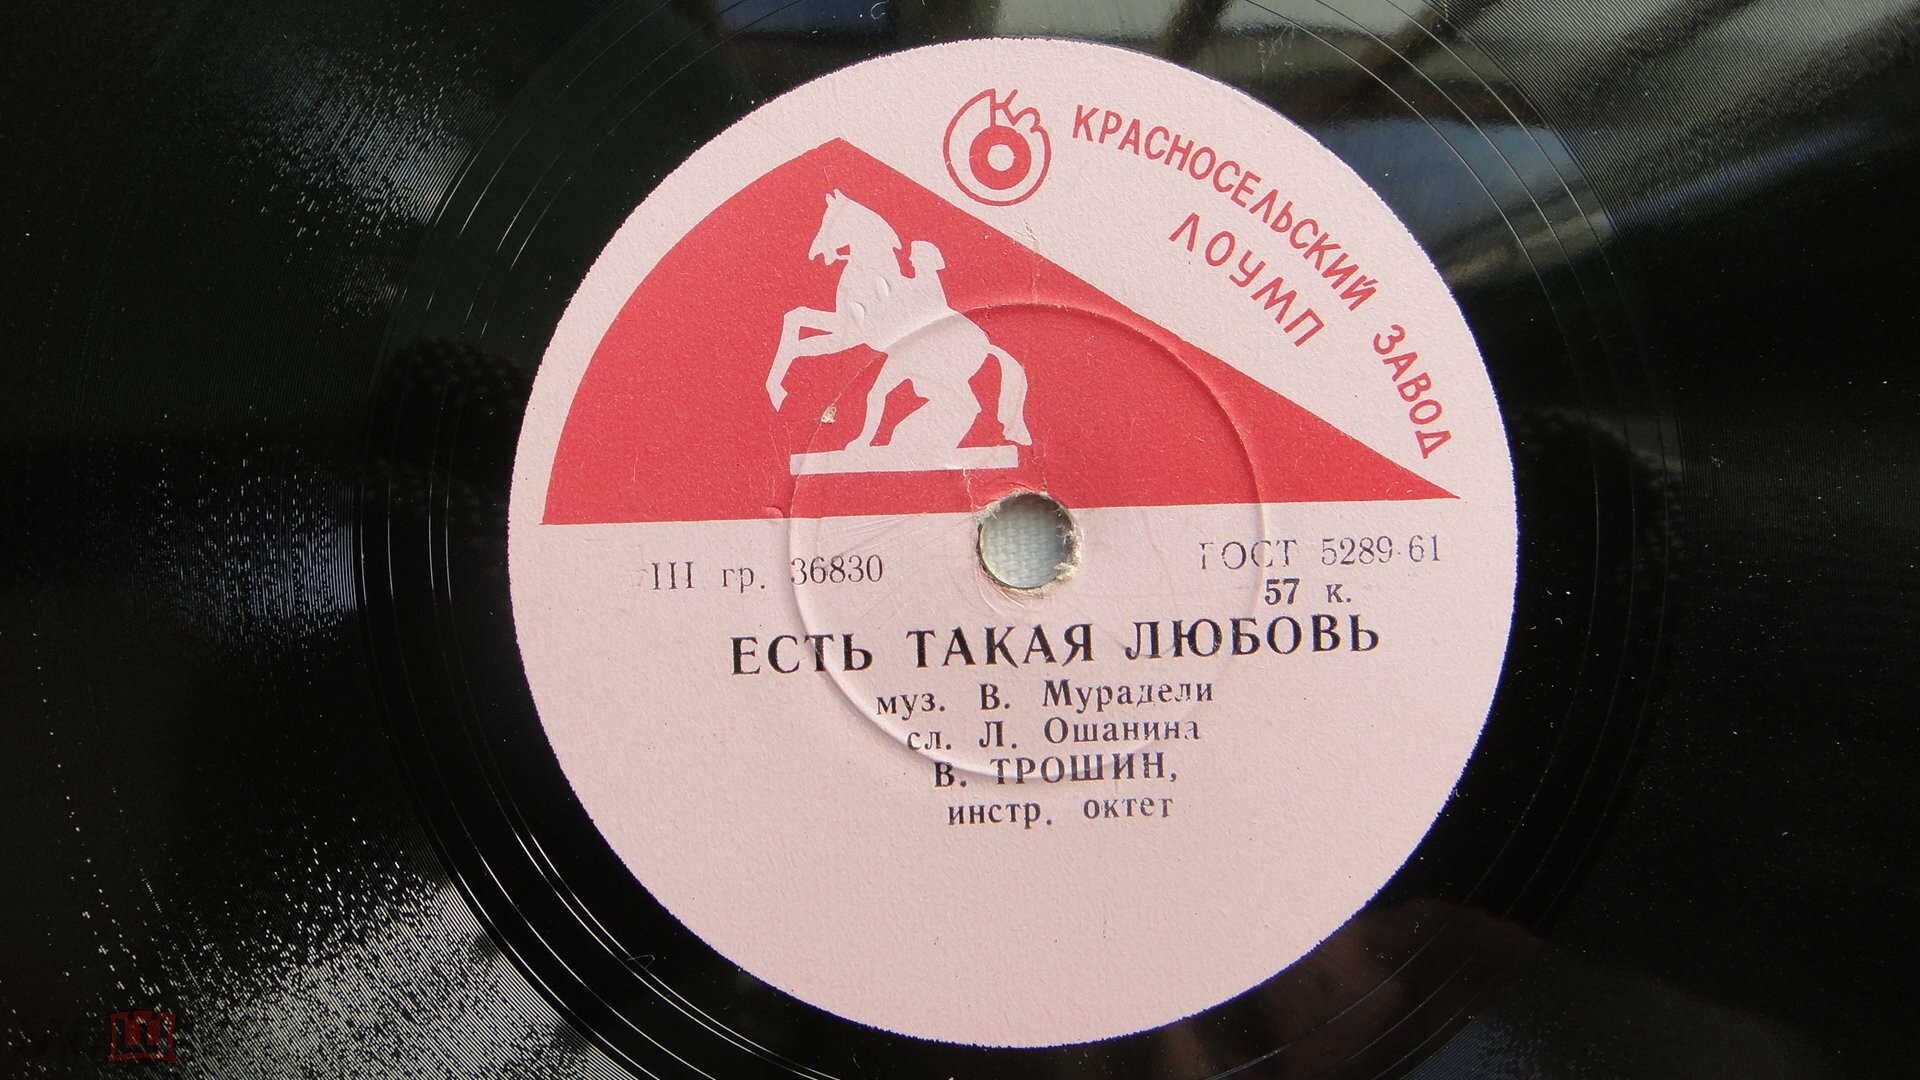 КРАСНОСЕЛЬСКИЙ ЗАВОД
ЛОУМП
III гр. 36830
ГОСТ 5289-61
57 к.
ЕСТЬ ТАКАЯ ЛЮБОВЬ
муз. В. Мурадели
сл. Л. Ошанина
В. ТРОШИН,
инстр. октет